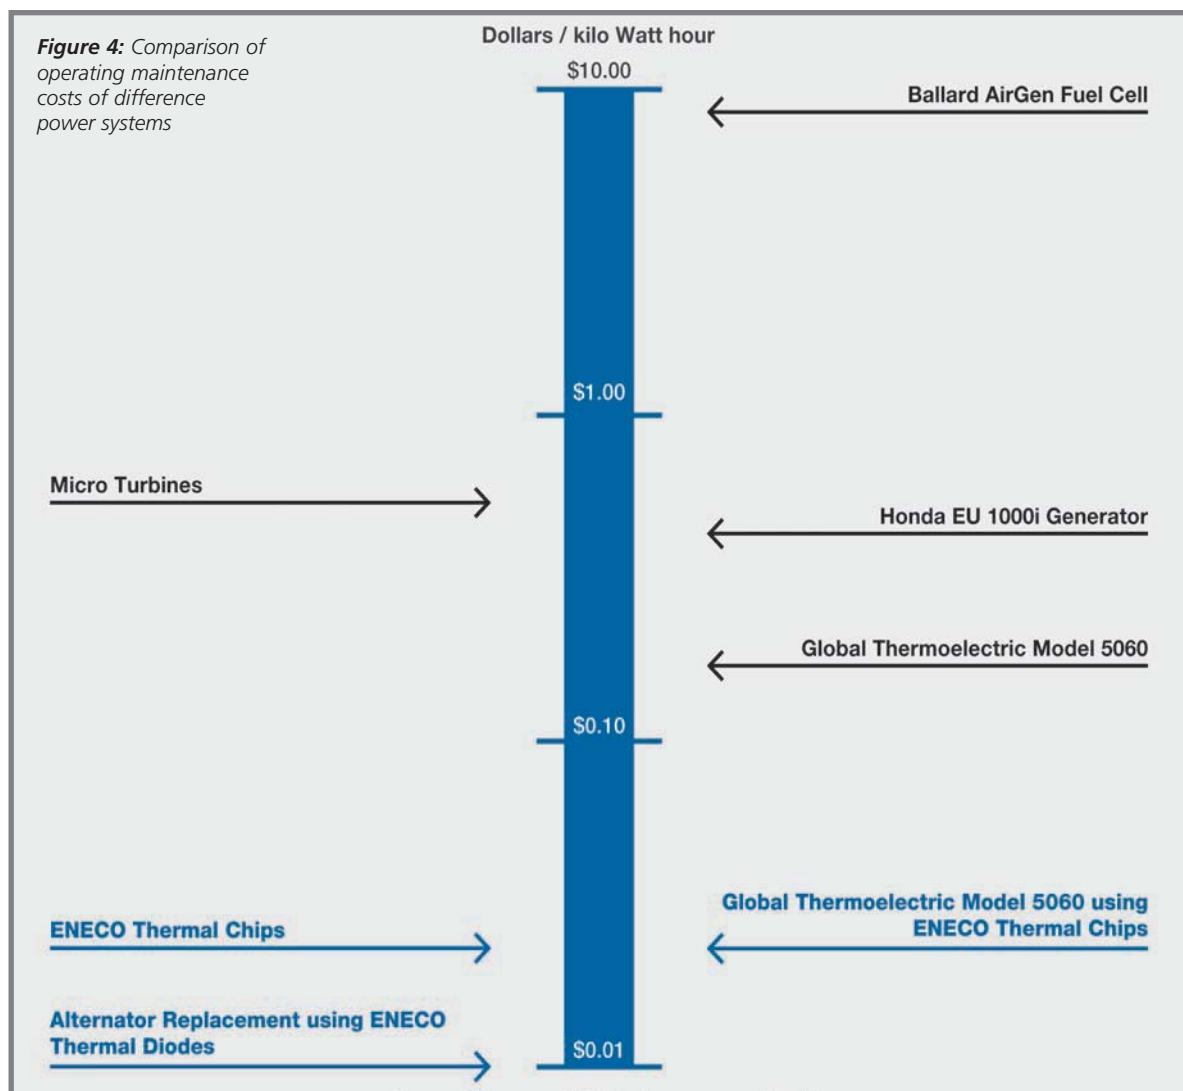 Figure 4: Comparison of
operating maintenance
costs of difference
power systems
Dollars / kilo Watt hour
$10.00
Ballard AirGen Fuel Cell
$1.00
Micro Turbines
Honda EU 1000i Generator
Global Thermoelectric Model 5060
$0.10
Global Thermoelectric Model 5060 using
ENECO Thermal Chips
ENECO Thermal Chips
Alternator Replacement using ENECO
Thermal Diodes
$0.01